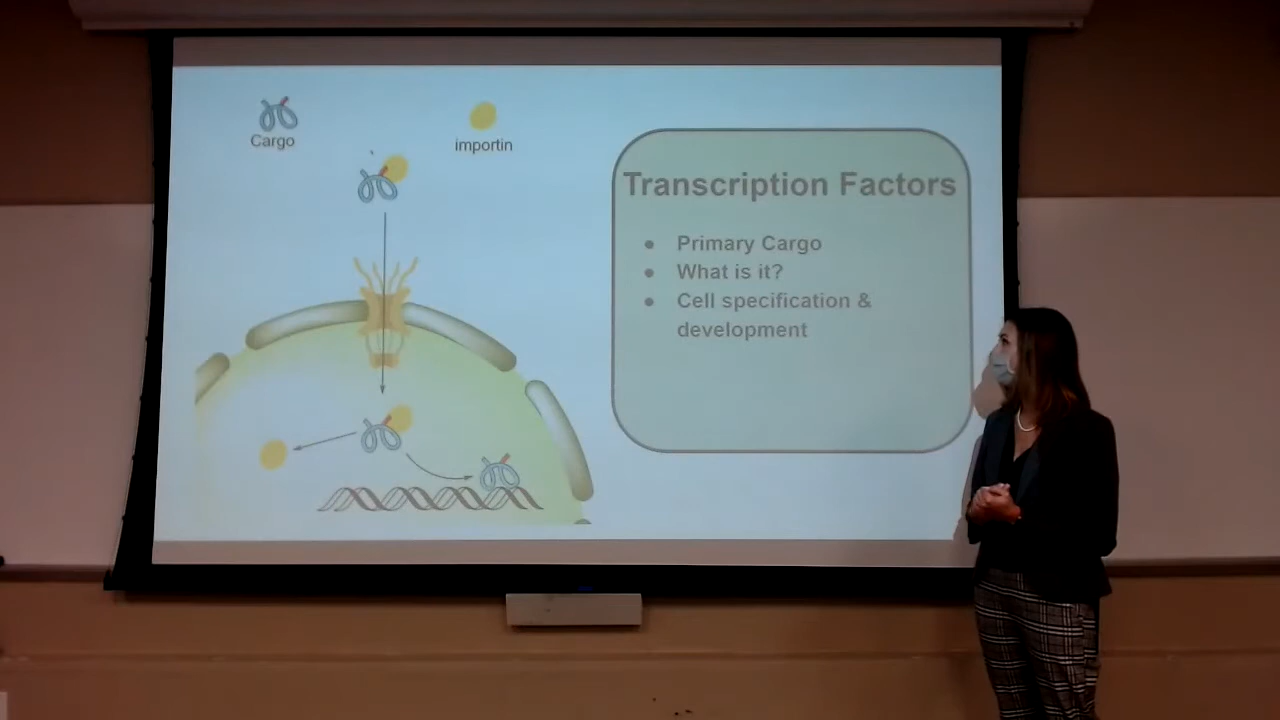 Cargo
importin
Transcription Factors
● Primary Cargo
● What is it?
● Cell specification &
development